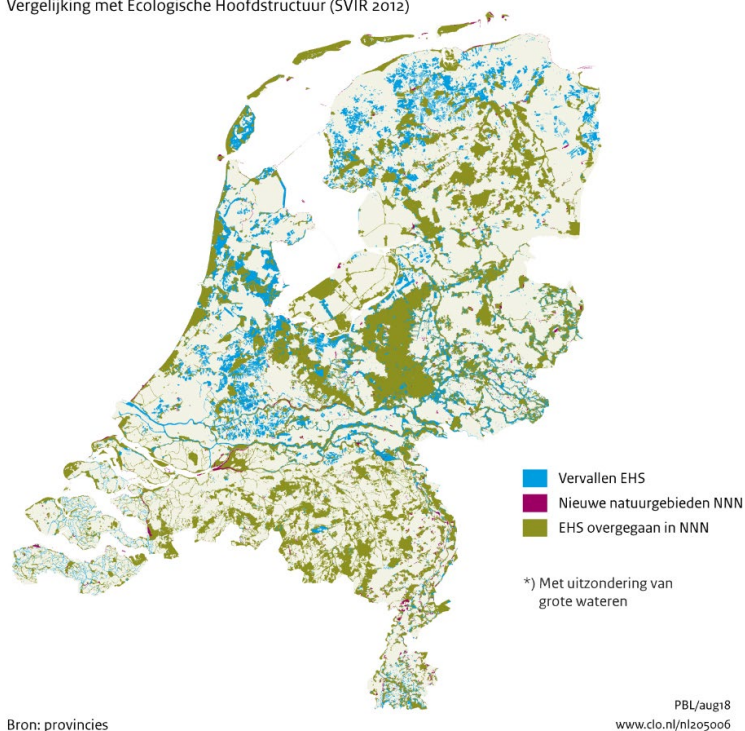 Vergelijking met Ecologische Hoofdstructuur (SVIR 2012)
Vervallen EHS
Nieuwe natuurgebieden NNN
EHS overgegaan in NNN
*) Met uitzondering van
grote wateren
PBL/aug18
Bron: provincies
www.clo.nl/nl205006